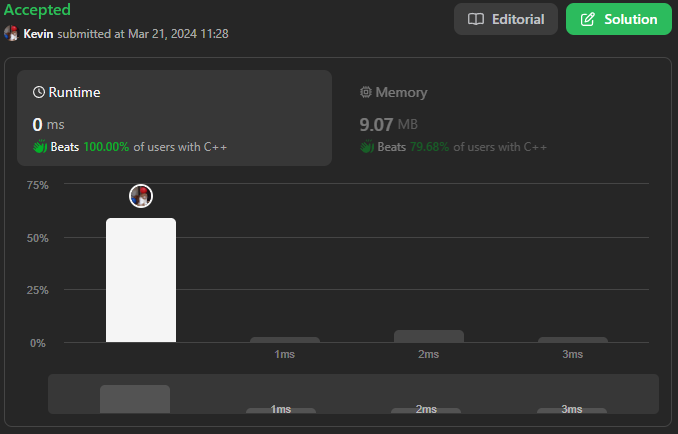 Accepted
Editorial
Solution
Kevin submitted at Mar 21, 2024 11:28
Runtime
Memory
0 ms
9.07 MB
Beats 100.00% of users with C++
Beats 79.68% of users with C++
75%
50%
25%
0%
1ms 2ms 3ms
1ms 2ms 3ms